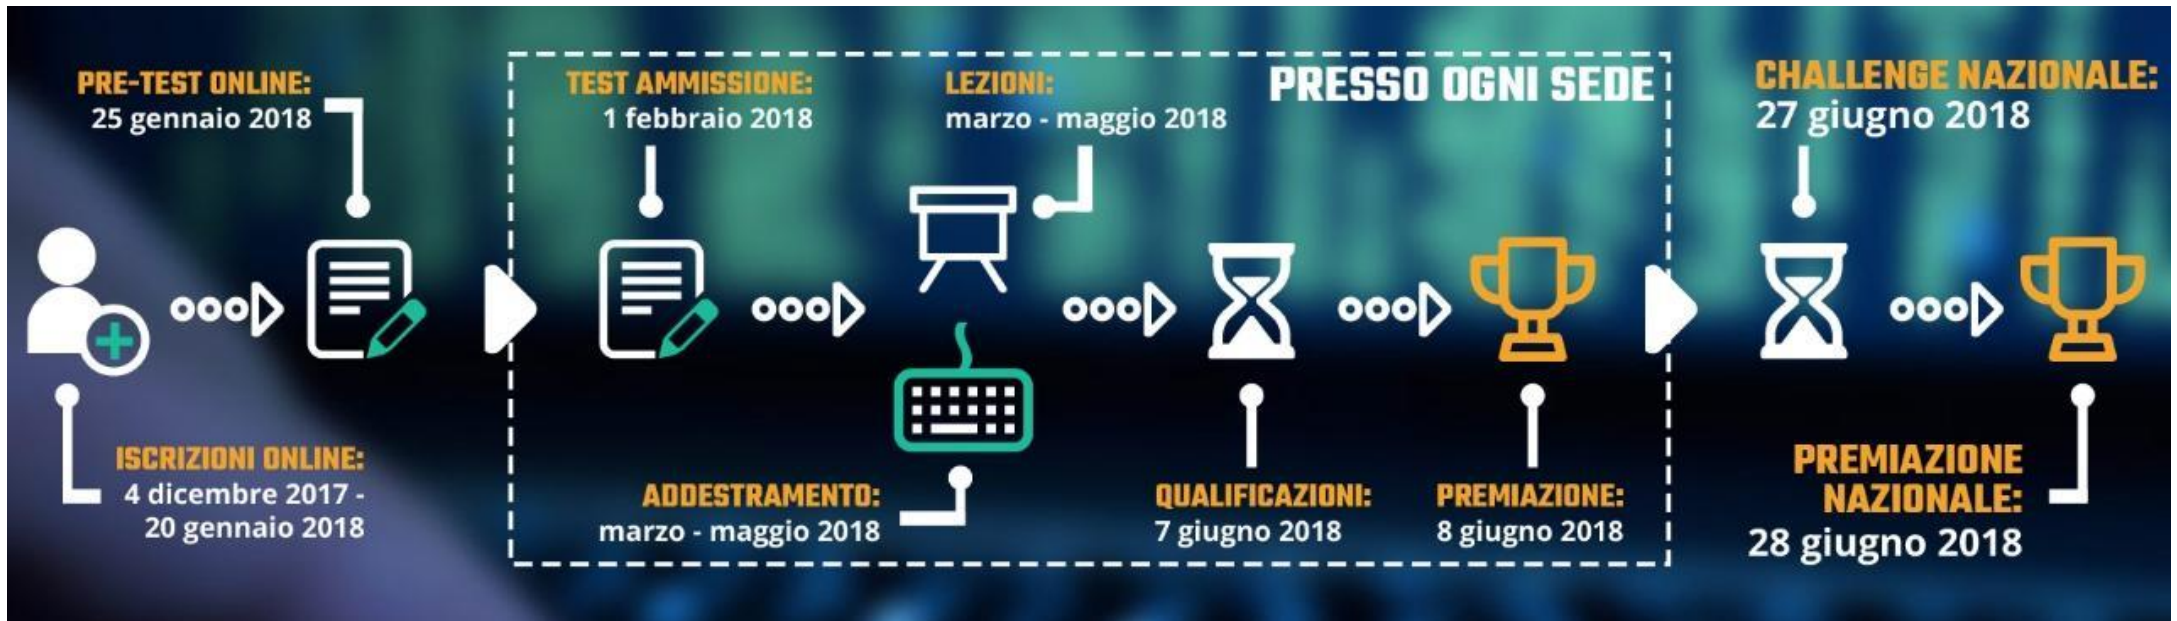 PRE-TEST ONLINE:
25 gennaio 2018
ISCRIZIONI ONLINE:
4 dicembre 2017 -
20 gennaio 2018
PRESSO OGNI SEDE
TEST AMMISSIONE:
1 febbraio 2018
LEZIONI:
marzo - maggio 2018
ADDESTRAMENTO:
marzo - maggio 2018
QUALIFICAZIONI:
7 giugno 2018
PREMIAZIONE:
8 giugno 2018
CHALLENGE NAZIONALE:
27 giugno 2018
PREMIAZIONE
NAZIONALE:
28 giugno 2018